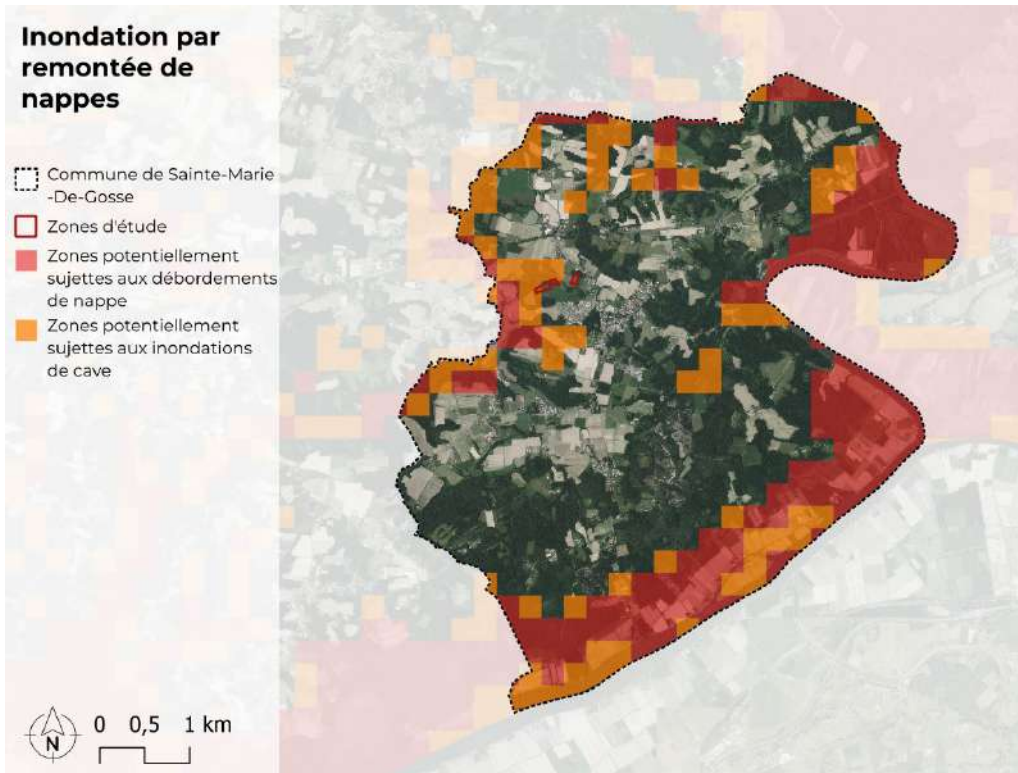 Inondation par
remontée de
nappes
Commune de Sainte-Marie
-De-Gosse
Zones d'étude
Zones potentiellement
sujettes aux débordements
de nappe
Zones potentiellement
sujettes aux inondations
de cave
N
0 0,5 1 km